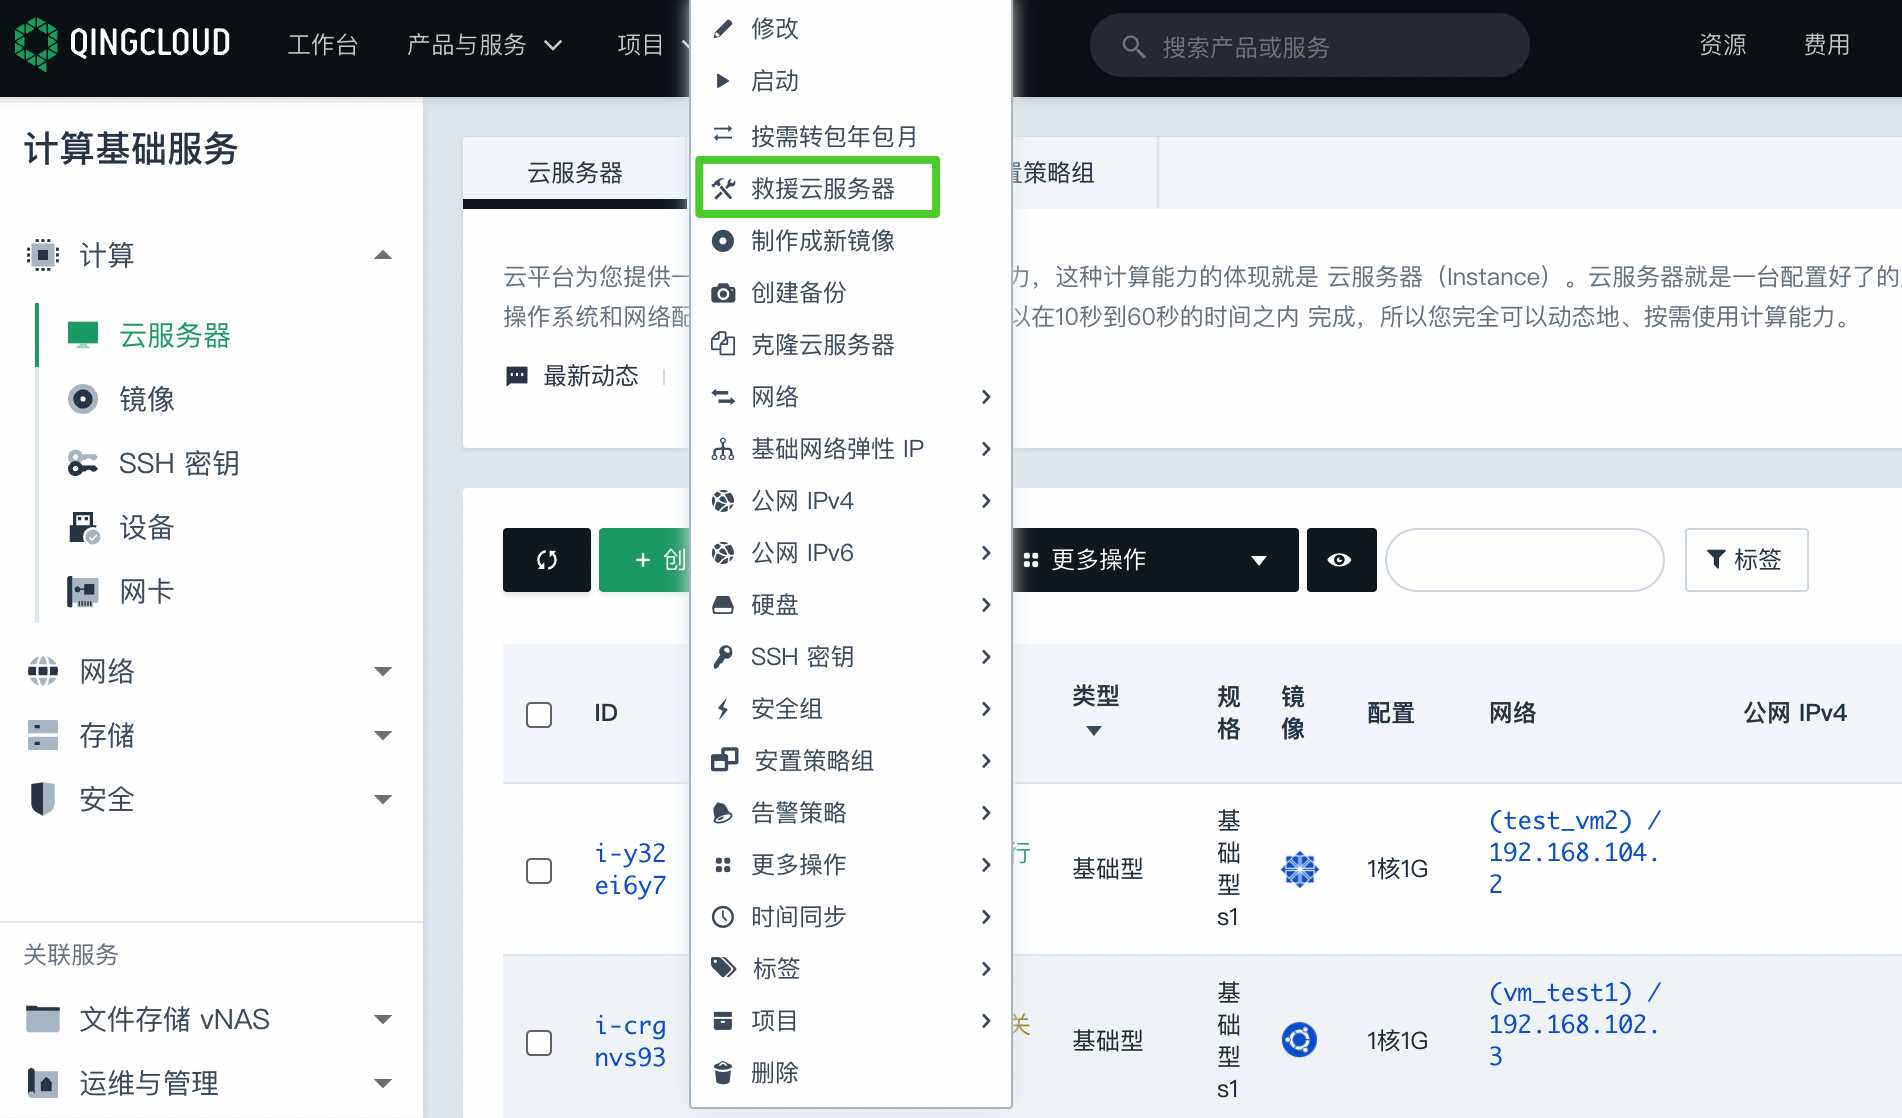 QINGCLOUD
工作台
产品与服务
项目
搜索产品或服务
资源
费用
计算基础服务
计算
云服务器
镜像
SSH 密钥
设备
网卡
网络
存储
安全
关联服务
文件存储 vNAS
运维与管理
修改
启动
按需转包年包月
救援云服务器
制作成新镜像
创建备份
克隆云服务器
网络
基础网络弹性 IP
公网 IPv4
公网 IPv6
硬盘
SSH 密钥
安全组
安置策略组
告警策略
更多操作
时间同步
标签
项目
删除
云服务器
置策略组
云平台为您提供一
力，这种计算能力的体现就是 云服务器（Instance）。云服务器就是一台配置好了的
操作系统和网络配
以在10秒到60秒的时间之内 完成，所以您完全可以动态地、按需使用计算能力。
最新动态
+ 创
更多操作
标签
ID
类型
规格
镜像
配置
网络
公网 IPv4
i-y32
ei6y7
行
基础型
基
础
型
s1
1核1G
(test_vm2) /
192.168.104.
2
i-crg
nvs93
关
基础型
基
础
型
s1
1核1G
(vm_test1) /
192.168.102.
3